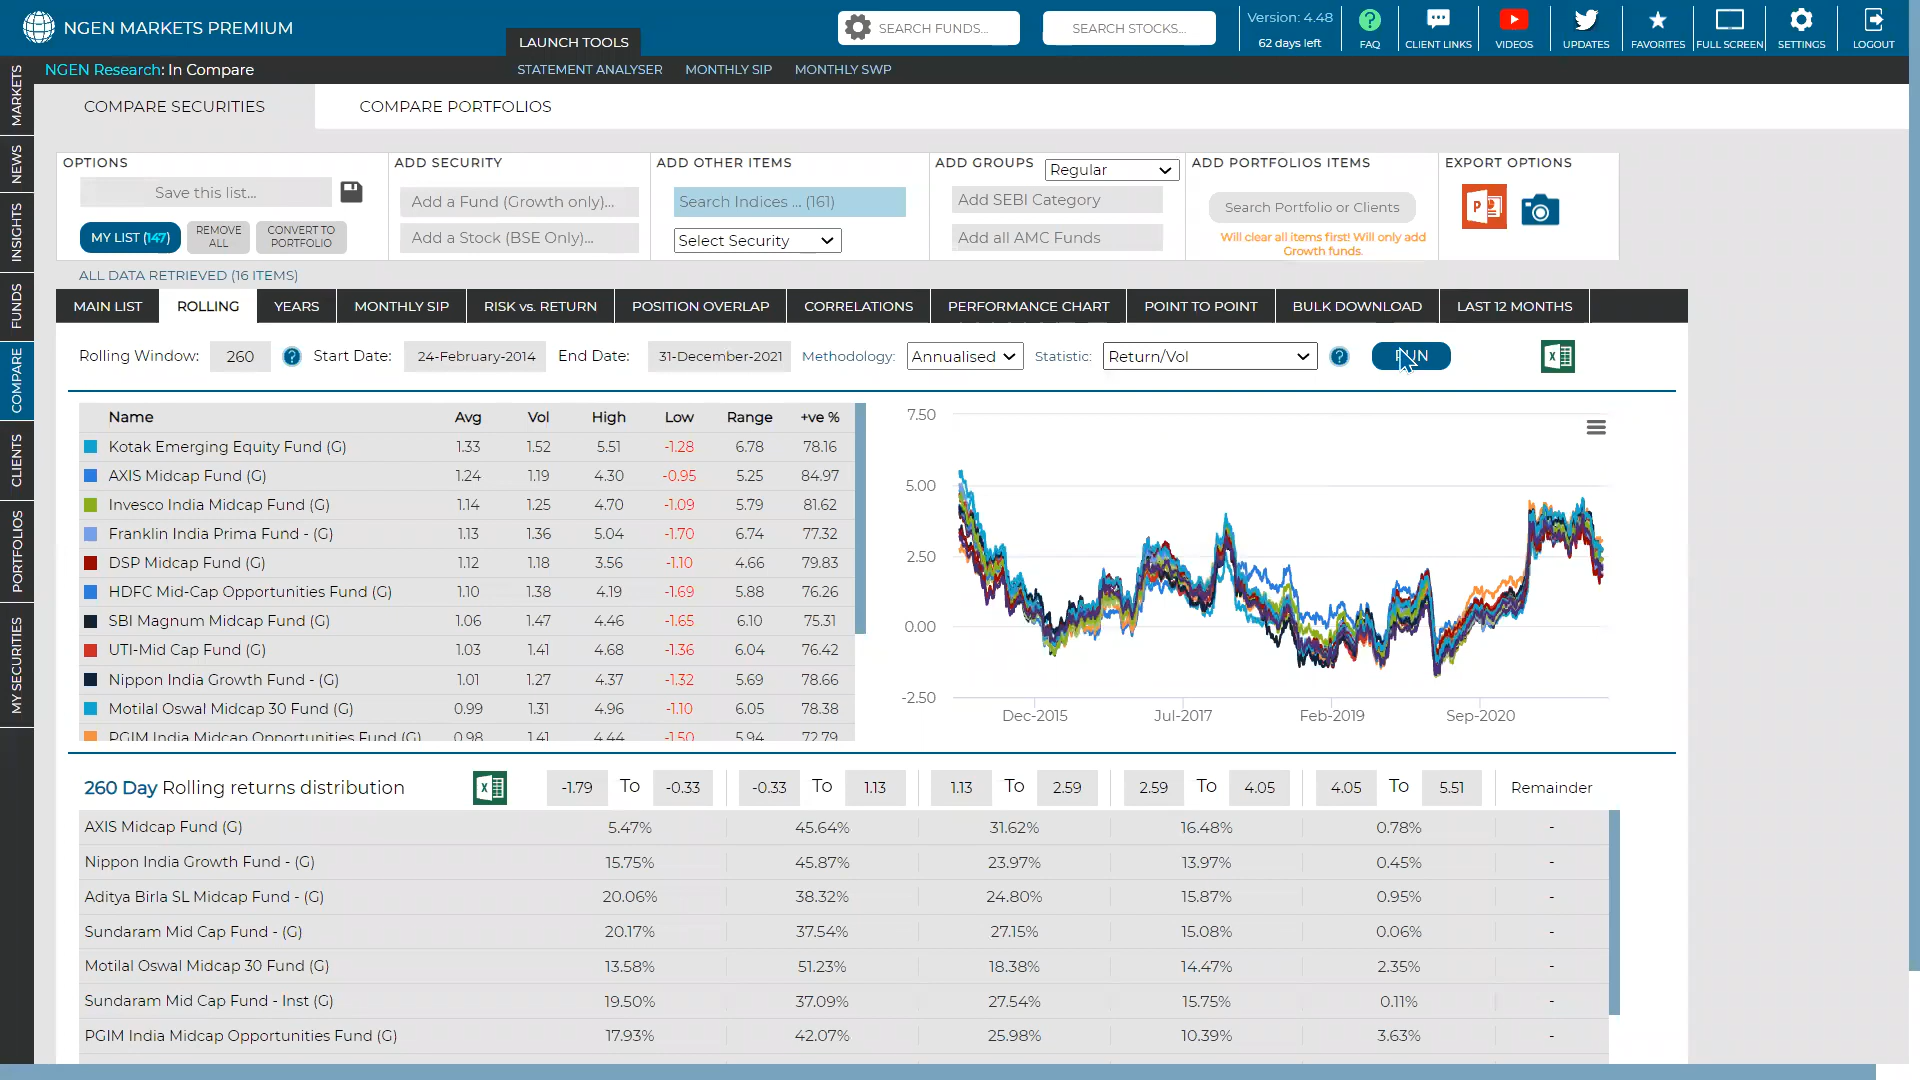 NGEN MARKETS PREMIUM
LAUNCH TOOLS
SEARCH FUNDS...
SEARCH STOCKS...
Version: 4.48
62 days left
FAQ
CLIENT LINKS
VIDEOS
UPDATES
FAVORITES
FULL SCREEN
SETTINGS
LOGOUT
NGEN Research: In Compare
STATEMENT ANALYSER MONTHLY SIP MONTHLY SWP
MARKETS
NEWS
INSIGHTS
FUNDS
COMPARE
CLIENTS
PORTFOLIOS
MY SECURITIES
COMPARE SECURITIES COMPARE PORTFOLIOS
OPTIONS
Save this list...
MY LIST (147)
REMOVE ALL
CONVERT TO PORTFOLIO
ADD SECURITY
Add a Fund (Growth only)...
Add a Stock (BSE Only)...
ADD OTHER ITEMS
Search Indices ... (161)
Select Security
ADD GROUPS Regular
Add SEBI Category
Add all AMC Funds
ADD PORTFOLIOS ITEMS
Search Portfolio or Clients
Will clear all items first! Will only add
Growth funds.
EXPORT OPTIONS
ALL DATA RETRIEVED (16 ITEMS)
MAIN LIST ROLLING YEARS MONTHLY SIP RISK vs. RETURN POSITION OVERLAP CORRELATIONS PERFORMANCE CHART POINT TO POINT BULK DOWNLOAD LAST 12 MONTHS
Rolling Window: 260 ? Start Date: 24-February-2014 End Date: 31-December-2021 Methodology: Annualised Statistic: Return/Vol ? RUN
Name Avg Vol High Low Range +ve %
Kotak Emerging Equity Fund (G) 1.33 1.52 5.51 -1.28 6.78 78.16
AXIS Midcap Fund (G) 1.24 1.19 4.30 -0.95 5.25 84.97
Invesco India Midcap Fund (G) 1.14 1.25 4.70 -1.09 5.79 81.62
Franklin India Prima Fund - (G) 1.13 1.36 5.04 -1.70 6.74 77.32
DSP Midcap Fund (G) 1.12 1.18 3.56 -1.10 4.66 79.83
HDFC Mid-Cap Opportunities Fund (G) 1.10 1.38 4.19 -1.69 5.88 76.26
SBI Magnum Midcap Fund (G) 1.06 1.47 4.46 -1.65 6.10 75.31
UTI-Mid Cap Fund (G) 1.03 1.41 4.68 -1.36 6.04 76.42
Nippon India Growth Fund - (G) 1.01 1.27 4.37 -1.32 5.69 78.66
Motilal Oswal Midcap 30 Fund (G) 0.99 1.31 4.96 -1.10 6.05 78.38
PGIM India Midcap Opportunities Fund (G) 0.98 1.41 4.44 -1.50 5.94 72.79
7.50
5.00
2.50
0.00
-2.50
Dec-2015 Jul-2017 Feb-2019 Sep-2020
260 Day Rolling returns distribution -1.79 To -0.33 -0.33 To 1.13 1.13 To 2.59 2.59 To 4.05 4.05 To 5.51 Remainder
AXIS Midcap Fund (G) 5.47% 45.64% 31.62% 16.48% 0.78% -
Nippon India Growth Fund - (G) 15.75% 45.87% 23.97% 13.97% 0.45% -
Aditya Birla SL Midcap Fund - (G) 20.06% 38.32% 24.80% 15.87% 0.95% -
Sundaram Mid Cap Fund - (G) 20.17% 37.54% 27.15% 15.08% 0.06% -
Motilal Oswal Midcap 30 Fund (G) 13.58% 51.23% 18.38% 14.47% 2.35% -
Sundaram Mid Cap Fund - Inst (G) 19.50% 37.09% 27.54% 15.75% 0.11% -
PGIM India Midcap Opportunities Fund (G) 17.93% 42.07% 25.98% 10.39% 3.63% -